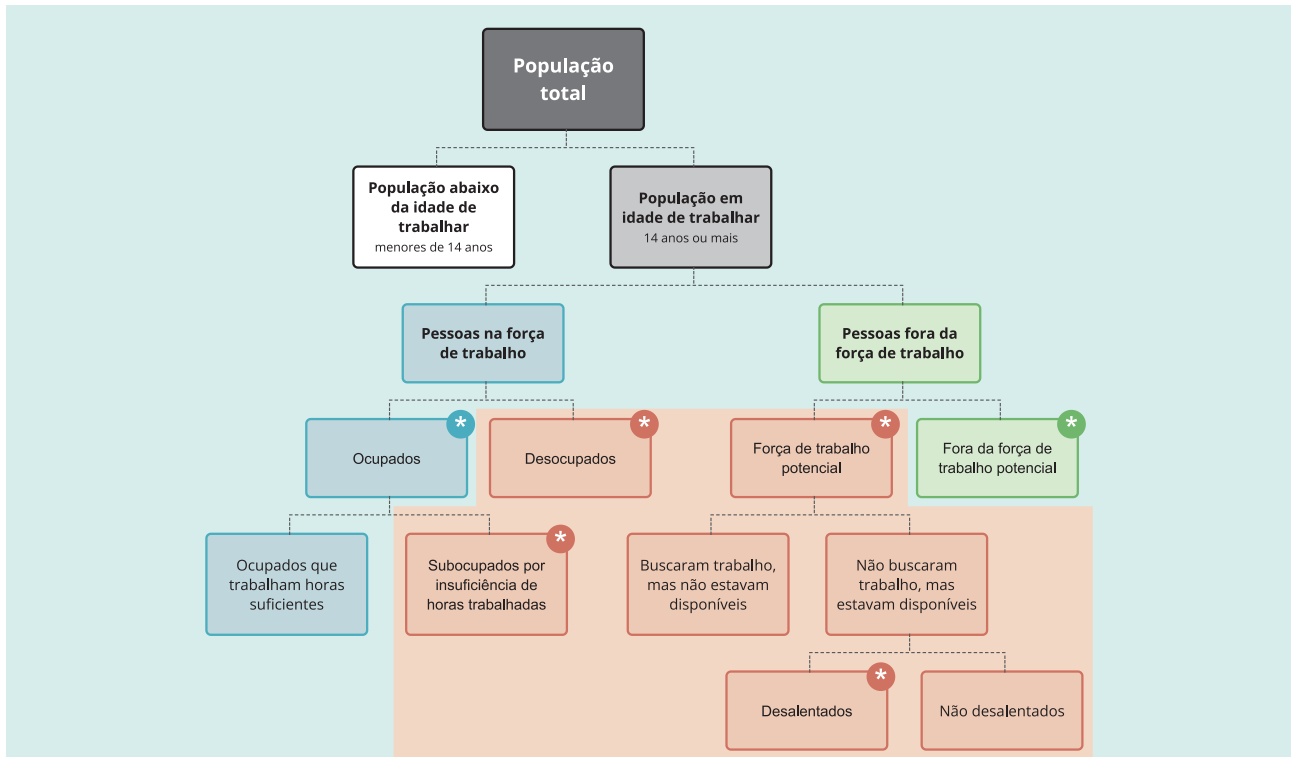 População
total
População abaixo
da idade de
trabalhar
menores de 14 anos
População em
idade de trabalhar
14 anos ou mais
Pessoas na força
de trabalho
Pessoas fora da
força de trabalho
*
Ocupados
*
Desocupados
*
Força de trabalho
potencial
*
Fora da força de
trabalho potencial
Ocupados que
trabalham horas
suficientes
*
Subocupados por
insuficiência de
horas trabalhadas
Buscaram trabalho,
mas não estavam
disponíveis
Não buscaram
trabalho, mas
estavam disponíveis
*
Desalentados
Não desalentados